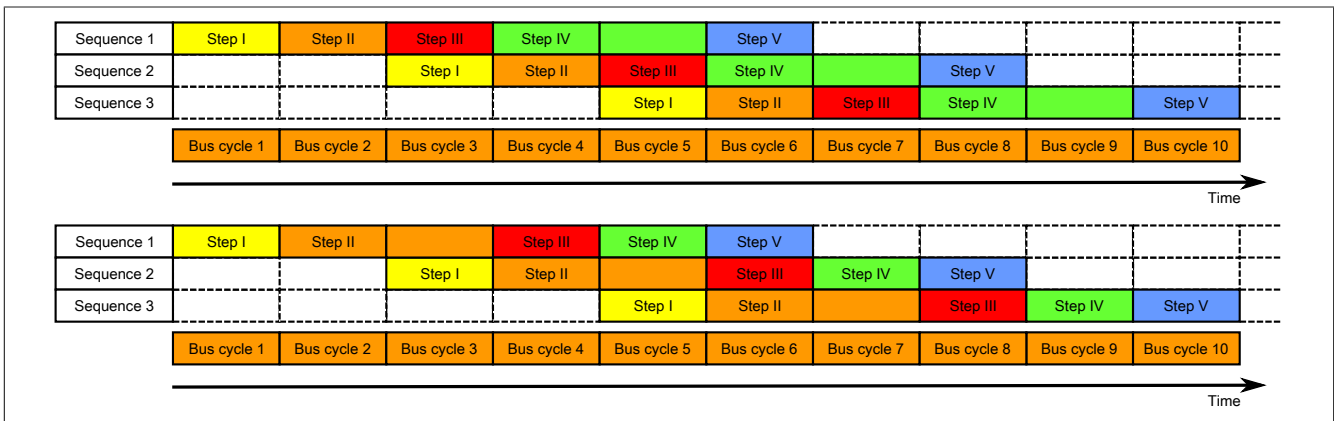 Sequence 1 Step I Step II Step III Step IV Step V
Sequence 2 Step I Step II Step III Step IV Step V
Sequence 3 Step I Step II Step III Step IV Step V
Bus cycle 1 Bus cycle 2 Bus cycle 3 Bus cycle 4 Bus cycle 5 Bus cycle 6 Bus cycle 7 Bus cycle 8 Bus cycle 9 Bus cycle 10
Time
Sequence 1 Step I Step II Step III Step IV Step V
Sequence 2 Step I Step II Step III Step IV Step V
Sequence 3 Step I Step II Step III Step IV Step V
Bus cycle 1 Bus cycle 2 Bus cycle 3 Bus cycle 4 Bus cycle 5 Bus cycle 6 Bus cycle 7 Bus cycle 8 Bus cycle 9 Bus cycle 10
Time